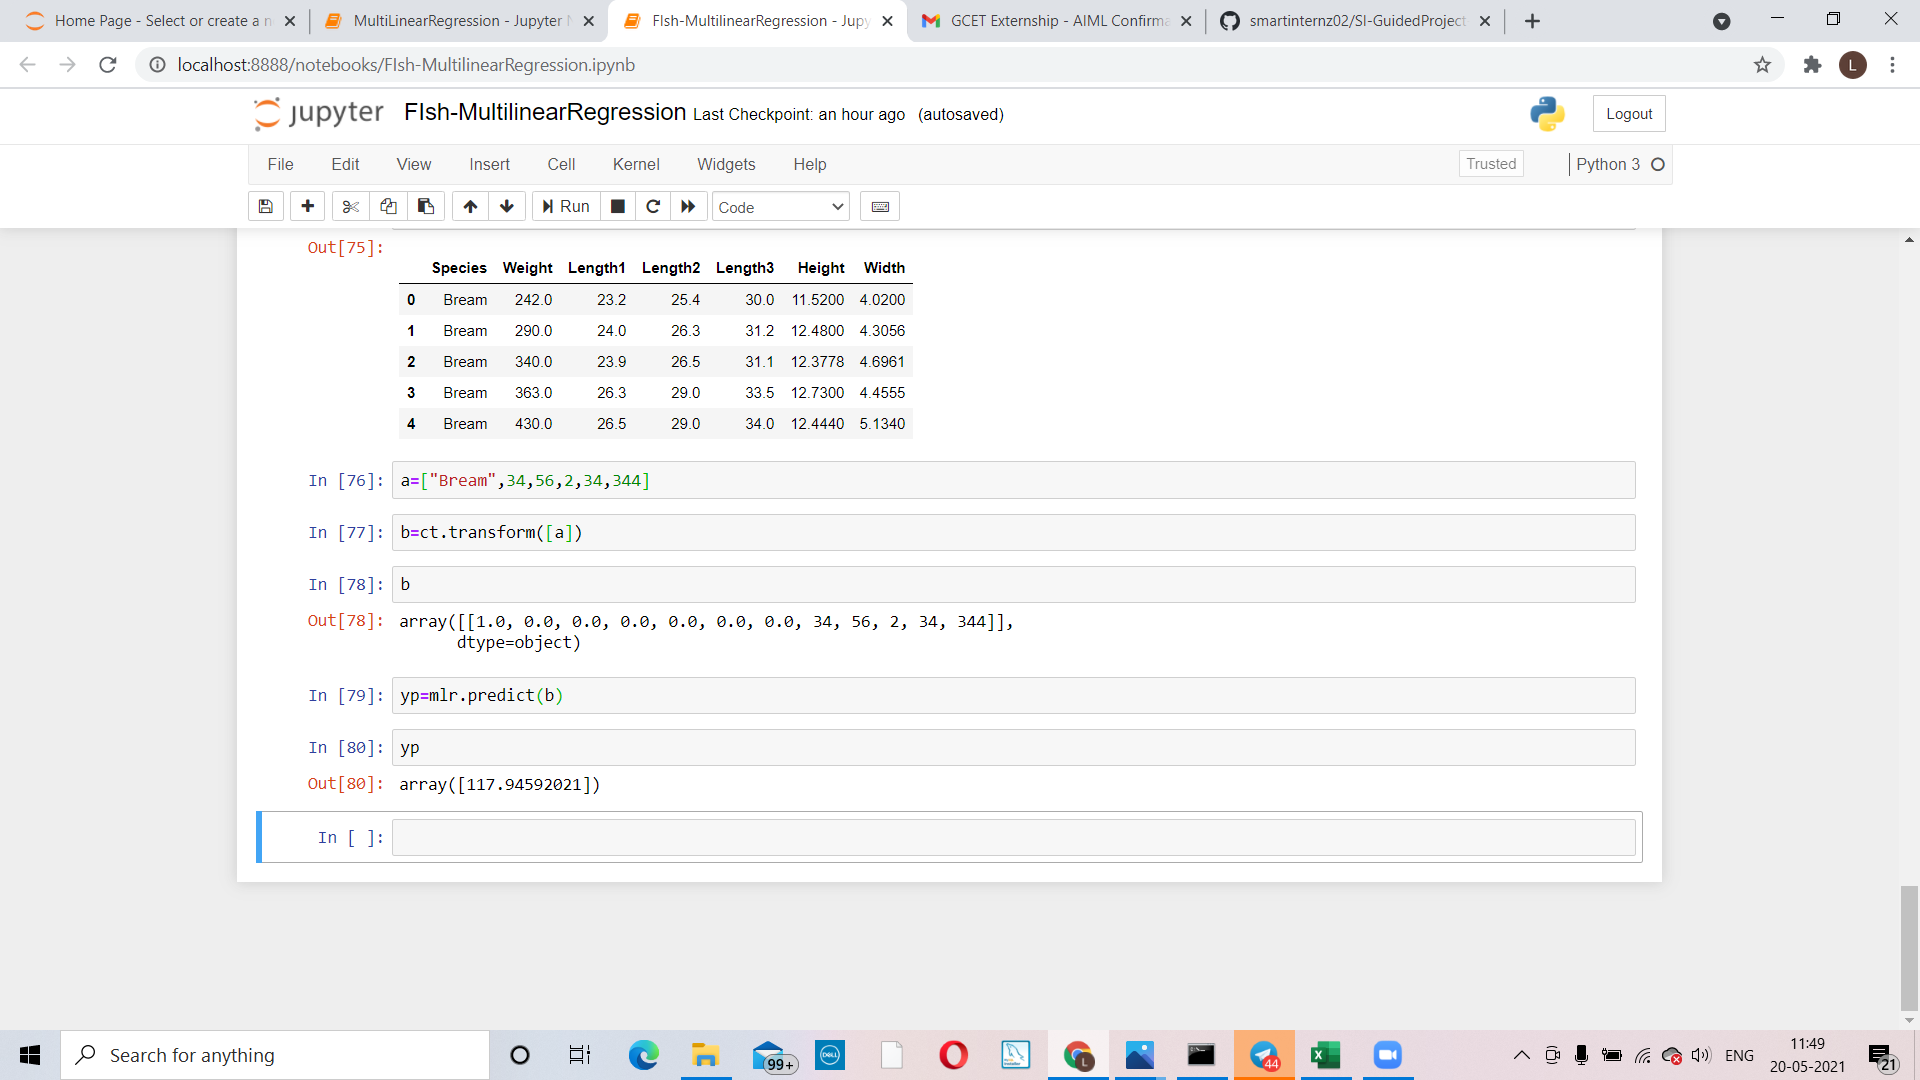 Home Page - Select or create a n
MultiLinearRegression - Jupyter N
FIsh-MultilinearRegression - Jupy
GCET Externship - AIML Confirma
smartinternz02/SI-GuidedProject
localhost:8888/notebooks/FIsh-MultilinearRegression.ipynb
L
jupyter FIsh-MultilinearRegression Last Checkpoint: an hour ago (autosaved)
Logout
File Edit View Insert Cell Kernel Widgets Help
Trusted
Python 3
Run
Code
Out[75]:
Species Weight Length1 Length2 Length3 Height Width
0 Bream 242.0 23.2 25.4 30.0 11.5200 4.0200
1 Bream 290.0 24.0 26.3 31.2 12.4800 4.3056
2 Bream 340.0 23.9 26.5 31.1 12.3778 4.6961
3 Bream 363.0 26.3 29.0 33.5 12.7300 4.4555
4 Bream 430.0 26.5 29.0 34.0 12.4440 5.1340
In [76]: a=["Bream",34,56,2,34,344]
In [77]: b=ct.transform([a])
In [78]: b
Out[78]: array([[1.0, 0.0, 0.0, 0.0, 0.0, 0.0, 0.0, 34, 56, 2, 34, 344]],
dtype=object)
In [79]: yp=mlr.predict(b)
In [80]: yp
Out[80]: array([117.94592021])
In [ ]:
Search for anything
99+
DELL
L
44
ENG
11:49
20-05-2021
21